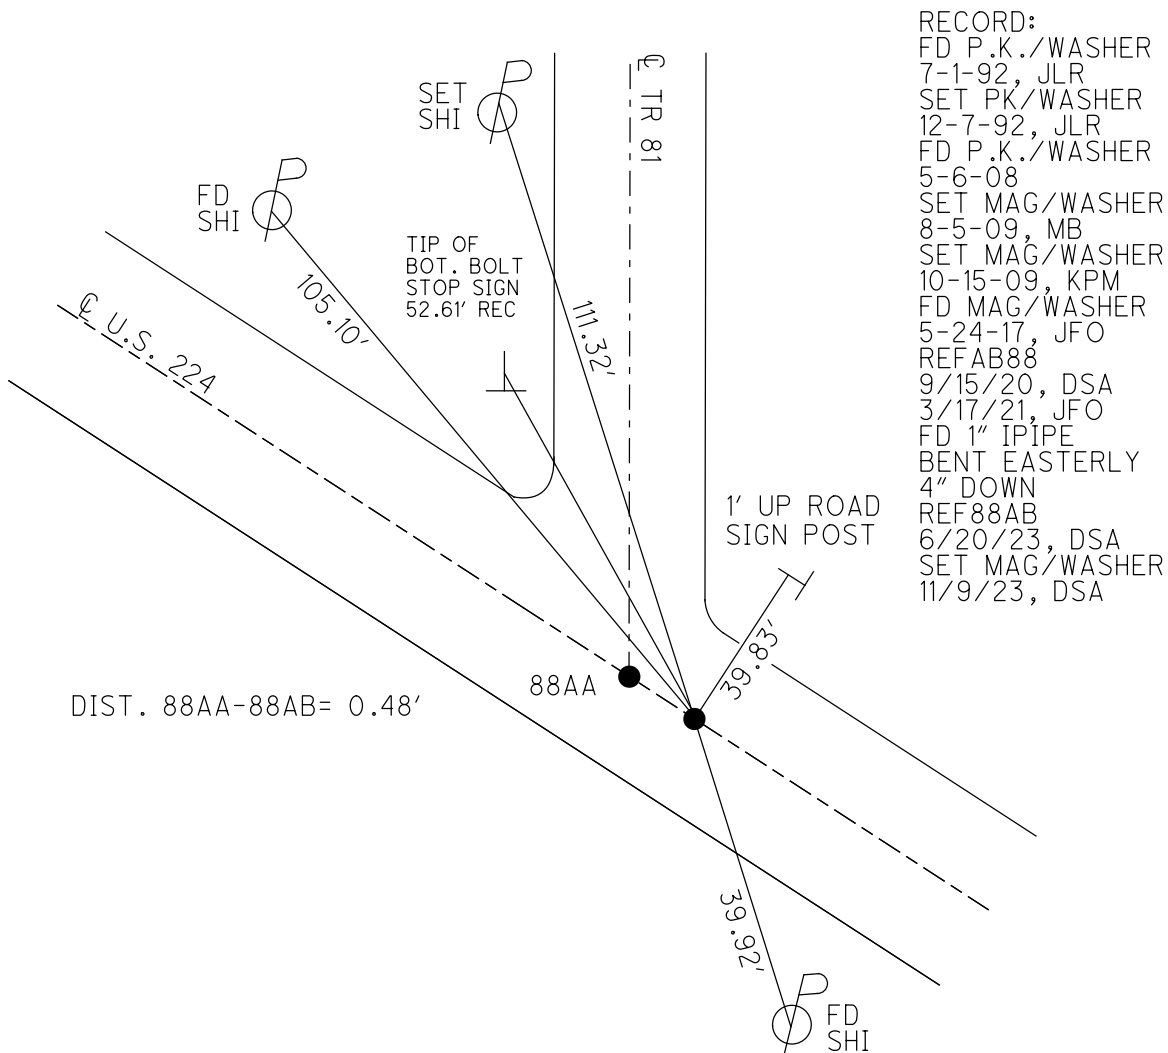 RECORD:
FD P.K./WASHER
7-1-92, JLR
SET PK/WASHER
12-7-92, JLR
FD P.K./WASHER
5-6-08
SET MAG/WASHER
8-5-09, MB
SET MAG/WASHER
10-15-09, KPM
FD MAG/WASHER
5-24-17, JFO
REFAB88
9/15/20, DSA
3/17/21, JFO
FD 1" IPIPE
BENT EASTERLY
4" DOWN
REF88AB
6/20/23, DSA
SET MAG/WASHER
11/9/23, DSA
SET
SHI
℄ TR 81
FD
SHI
TIP OF
BOT. BOLT
STOP SIGN
52.61' REC
105.10'
111.32'
℄ U.S. 224
1' UP ROAD
SIGN POST
39.83'
88AA
DIST. 88AA-88AB= 0.48'
39.92'
FD
SHI